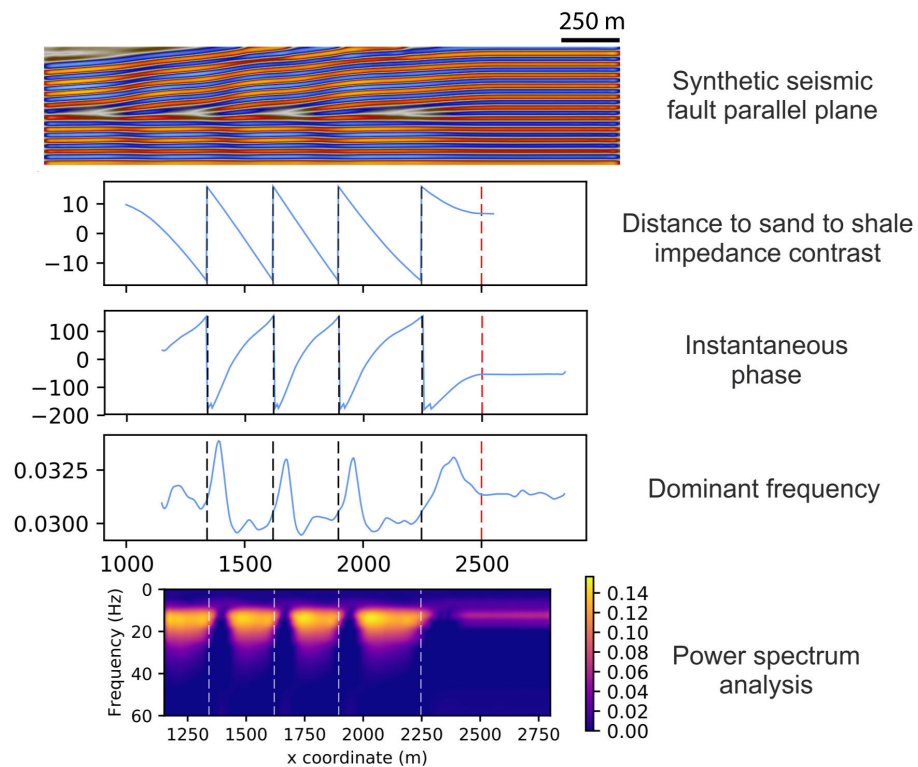 250 m
Synthetic seismic
fault parallel plane
10
0
−10
Distance to sand to shale
impedance contrast
100
0
−100
−200
Instantaneous
phase
0.0325
0.0300
Dominant frequency
1000 1500 2000 2500
Frequency (Hz)
0
20
40
60
1250 1500 1750 2000 2250 2500 2750
x coordinate (m)
0.14
0.12
0.10
0.08
0.06
0.04
0.02
0.00
Power spectrum
analysis